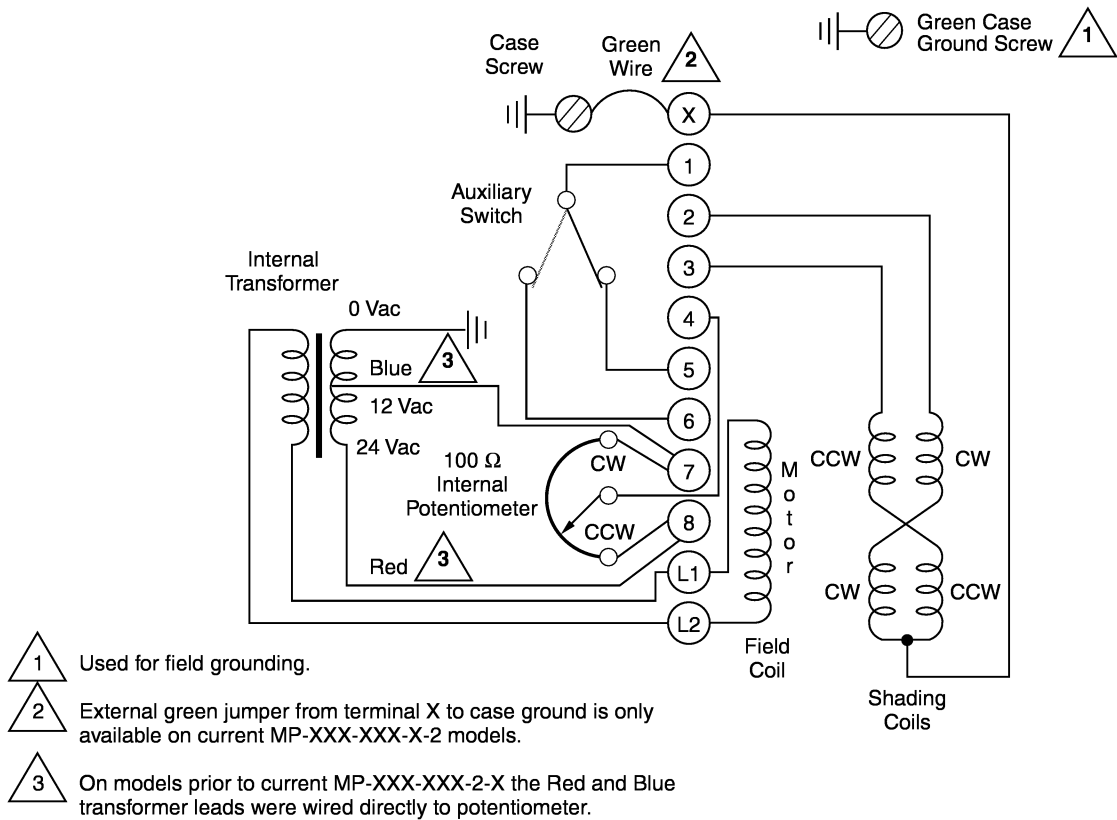 Green Case
Ground Screw
1
Case
Screw
Green
Wire
2
X
1
Auxiliary
Switch
2
3
Internal
Transformer
0 Vac
4
Blue
3
5
12 Vac
6
24 Vac
100 Ω
Internal
Potentiometer
CW
7
Motor
CCW
CW
CCW
8
Red
3
L1
CW
CCW
L2
Field
Coil
Shading
Coils
1
Used for field grounding.
2
External green jumper from terminal X to case ground is only
available on current MP-XXX-XXX-X-2 models.
3
On models prior to current MP-XXX-XXX-2-X the Red and Blue
transformer leads were wired directly to potentiometer.